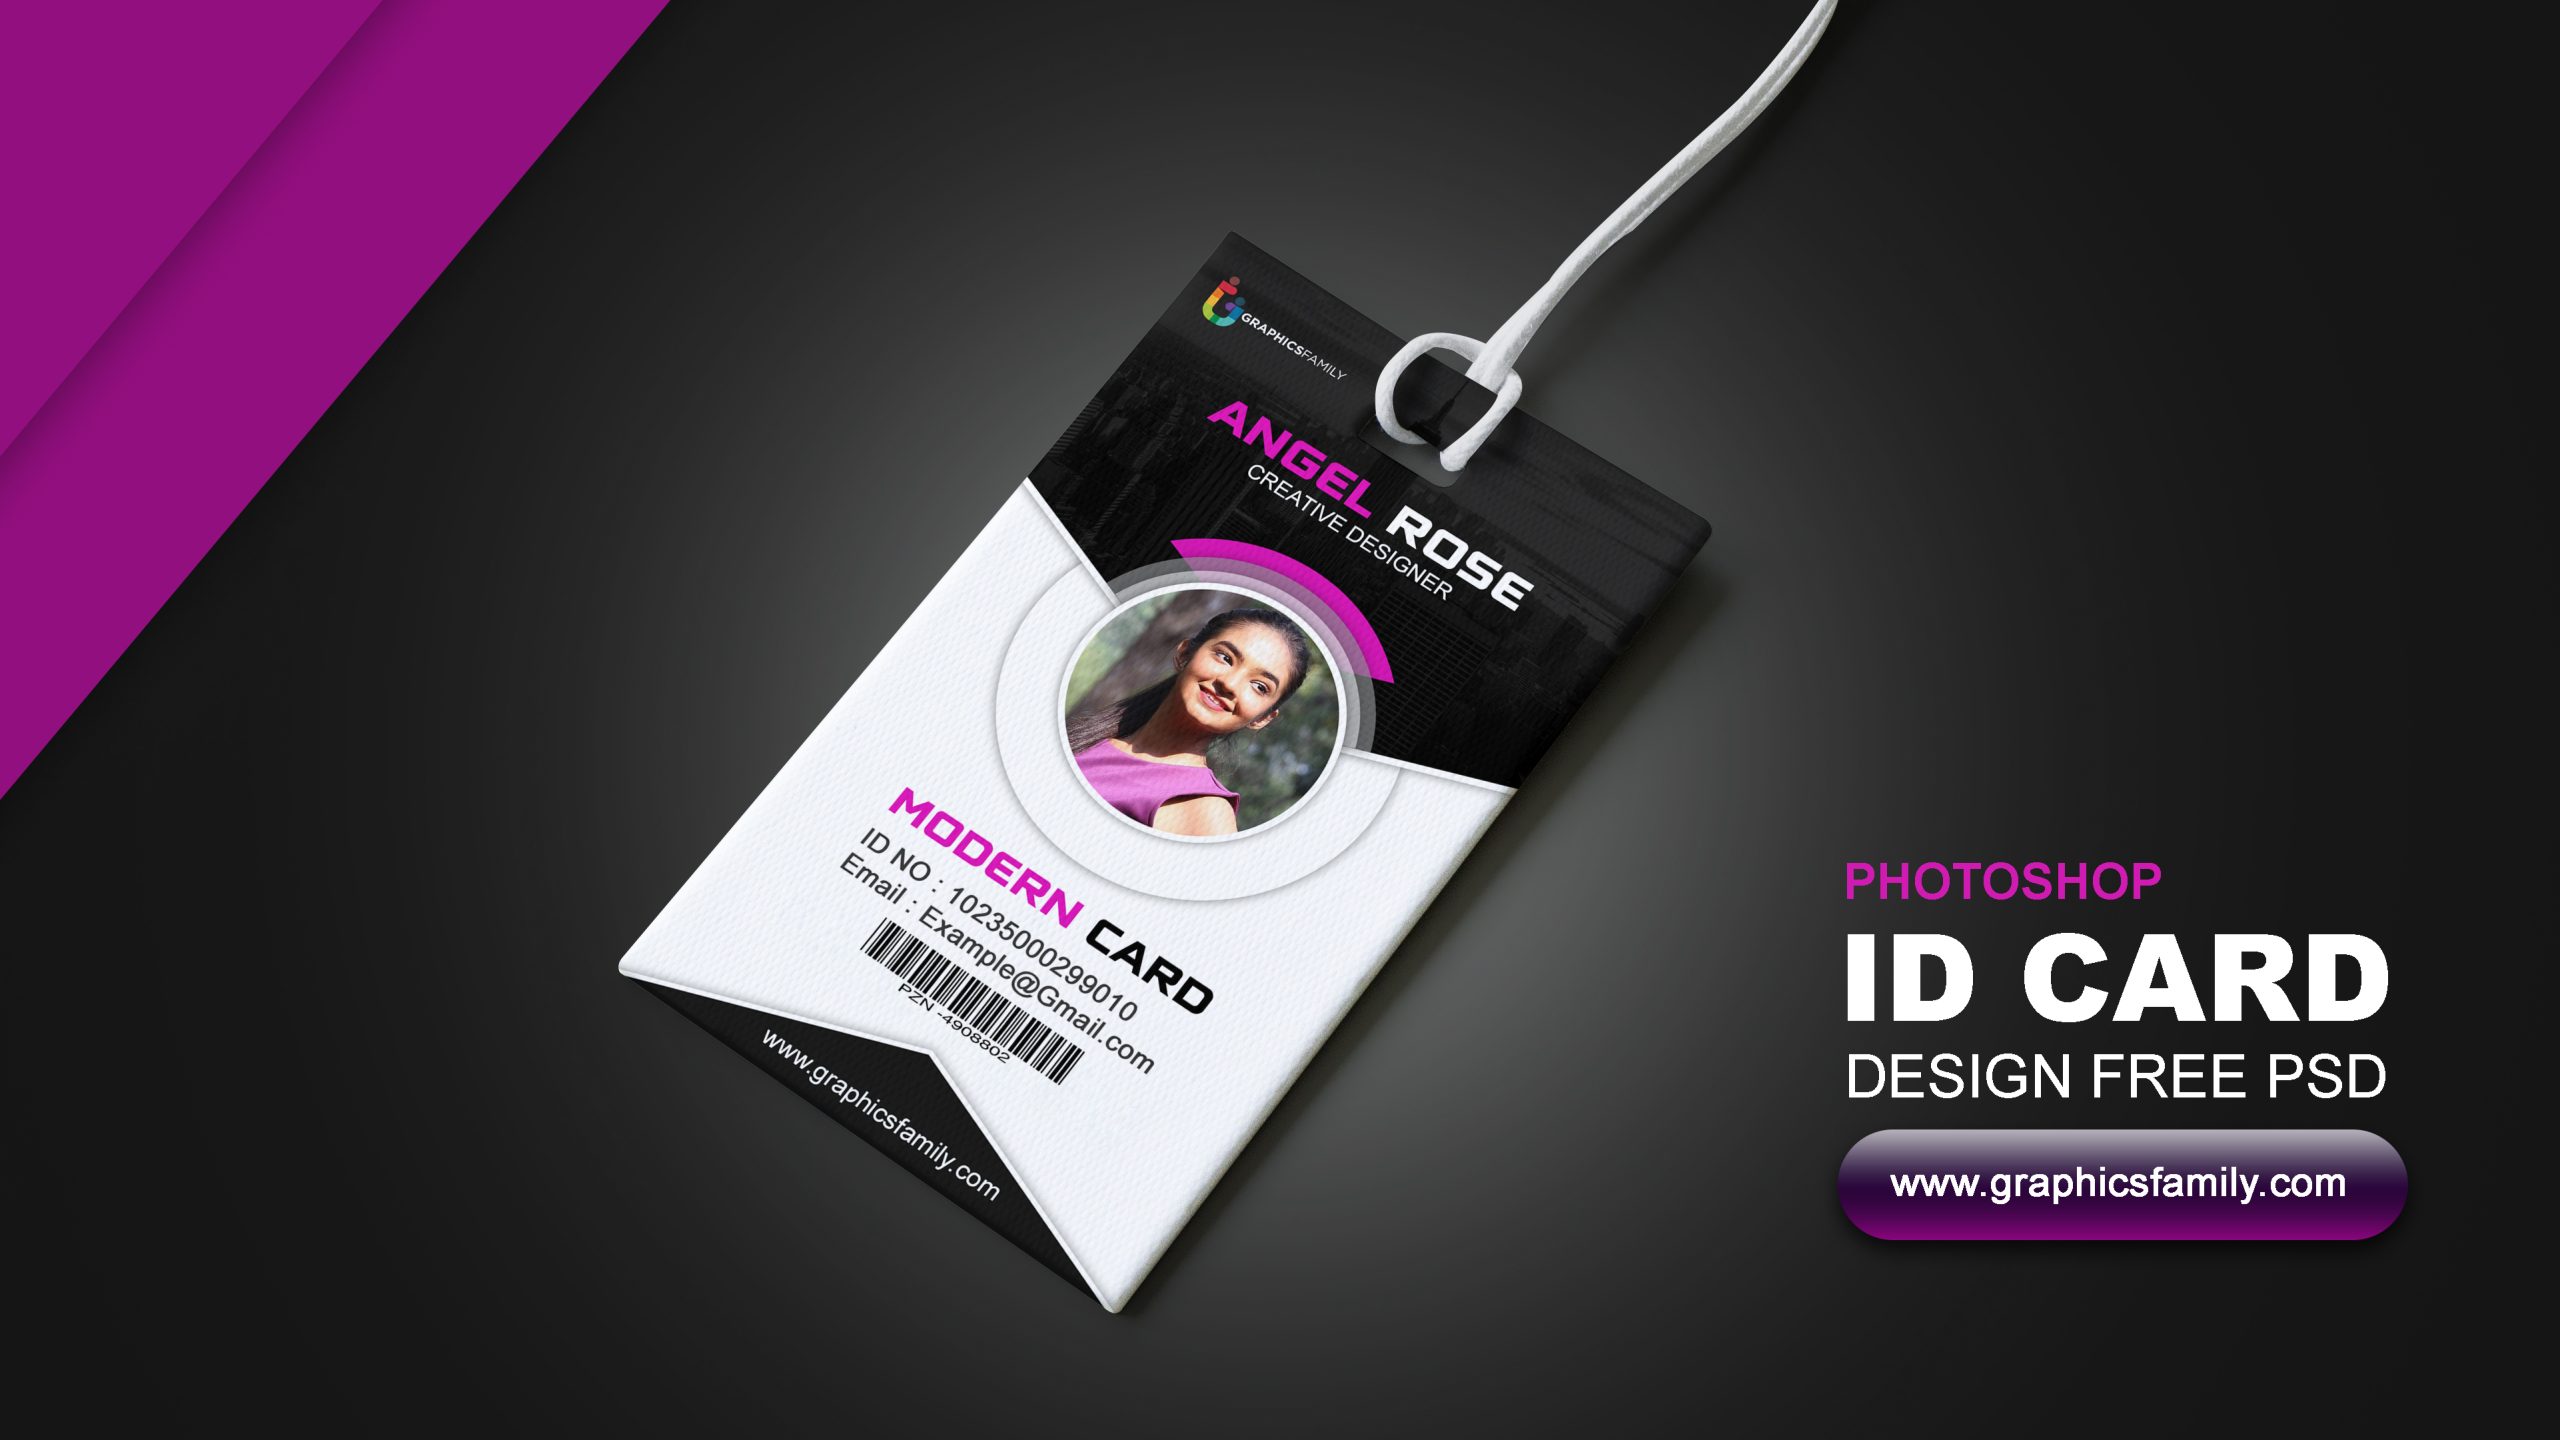 GRAPHICSFAMILY
ANGEL ROSE
CREATIVE DESIGNER
MODERN CARD
ID NO : 10235000299010
Email : Example@Gmail.com
PZN -4908802
www.graphicsfamily.com
PHOTOSHOP
ID CARD
DESIGN FREE PSD
www.graphicsfamily.com